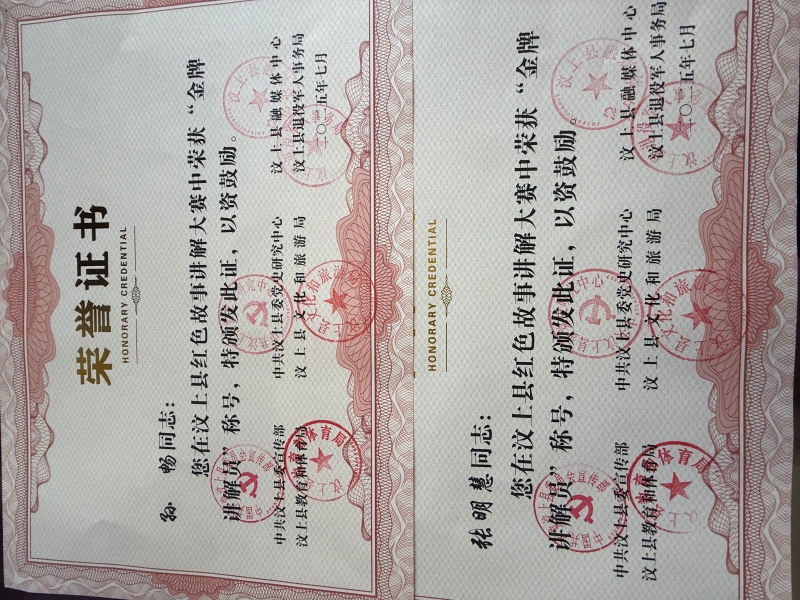 荣誉证书
HONORARY CREDENTIAL
孙 畅同志：
您在汶上县红色故事讲解大赛中荣获“金牌
讲解员”称号，特颁发此证，以资鼓励。
中共汶上县委宣传部 中共汶上县委党史研究中心 汶上县融媒体中心
汶上县教育和体育局 汶上县文化和旅游局 汶上县退役军人事务局
二〇二五年七月
HONORARY CREDENTIAL
张明慧同志：
您在汶上县红色故事讲解大赛中荣获“金牌
讲解员”称号，特颁发此证，以资鼓励。
中共汶上县委宣传部 中共汶上县委党史研究中心 汶上县融媒体中心
汶上县教育和体育局 汶上县文化和旅游局 汶上县退役军人事务局
二〇二五年七月